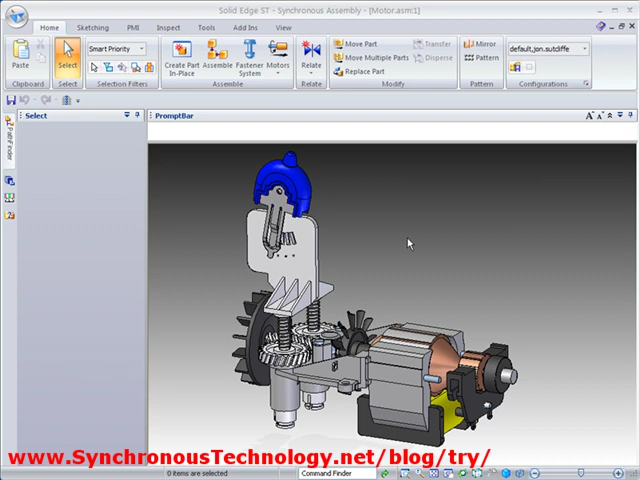 Solid Edge ST - Synchronous Assembly - [Motor.asm:1]
Home Sketching PMI Inspect Tools Add Ins View
Paste
Clipboard
Select
Select
Smart Priority
Selection Filters
Create Part In-Place
Assemble
Fastener System
Motors
Assemble
Relate
Relate
Move Part
Move Multiple Parts
Replace Part
Transfer
Disperse
Modify
Mirror
Pattern
Pattern
default,jon.sutcliffe
Configurations
PathFinder
Select
PromptBar
www.SynchronousTechnology.net/blog/try/
0 items are selected
Command Finder